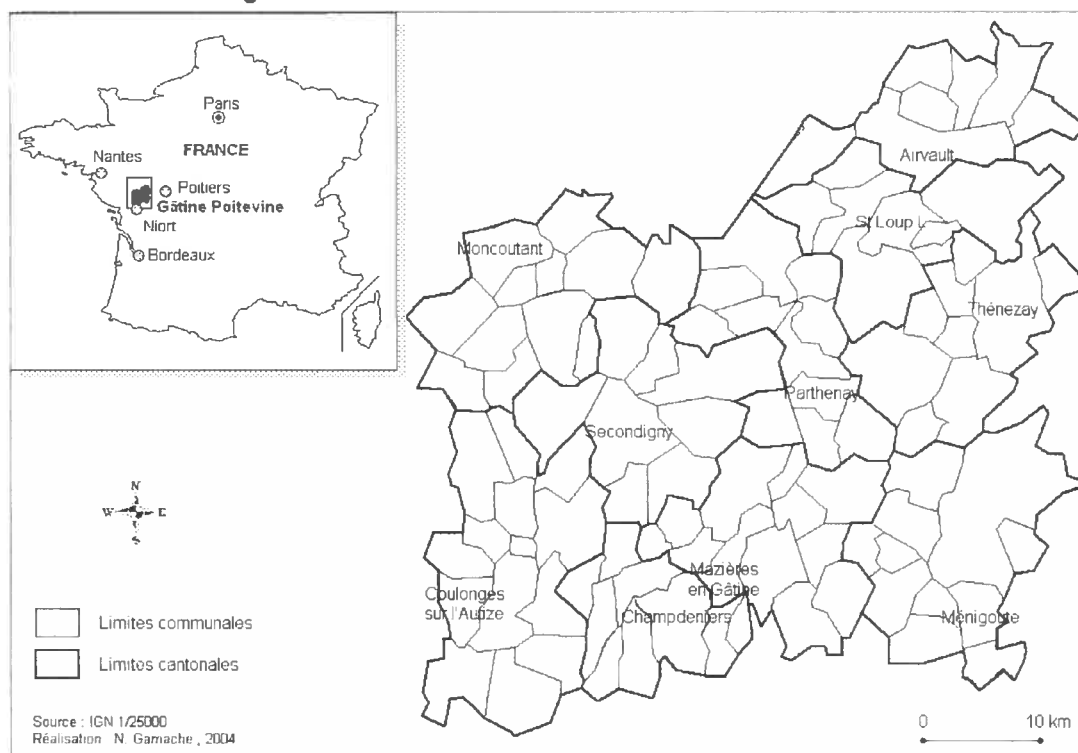 Paris
FRANCE
Nantes
Poitiers
Gâtine Poitevine
Niort
Bordeaux
Airvault
St Loup L.
Moncoutant
Thénezay
Parthenay
Secondigny
N
W E
S
Mazières
en Gâtine
Coulonges
sur l'Autize
Champdeniers
Ménigoute
Limites communales
Limites cantonales
Source : IGN 1/25000
Réalisation : N. Gamache , 2004
0 10 km